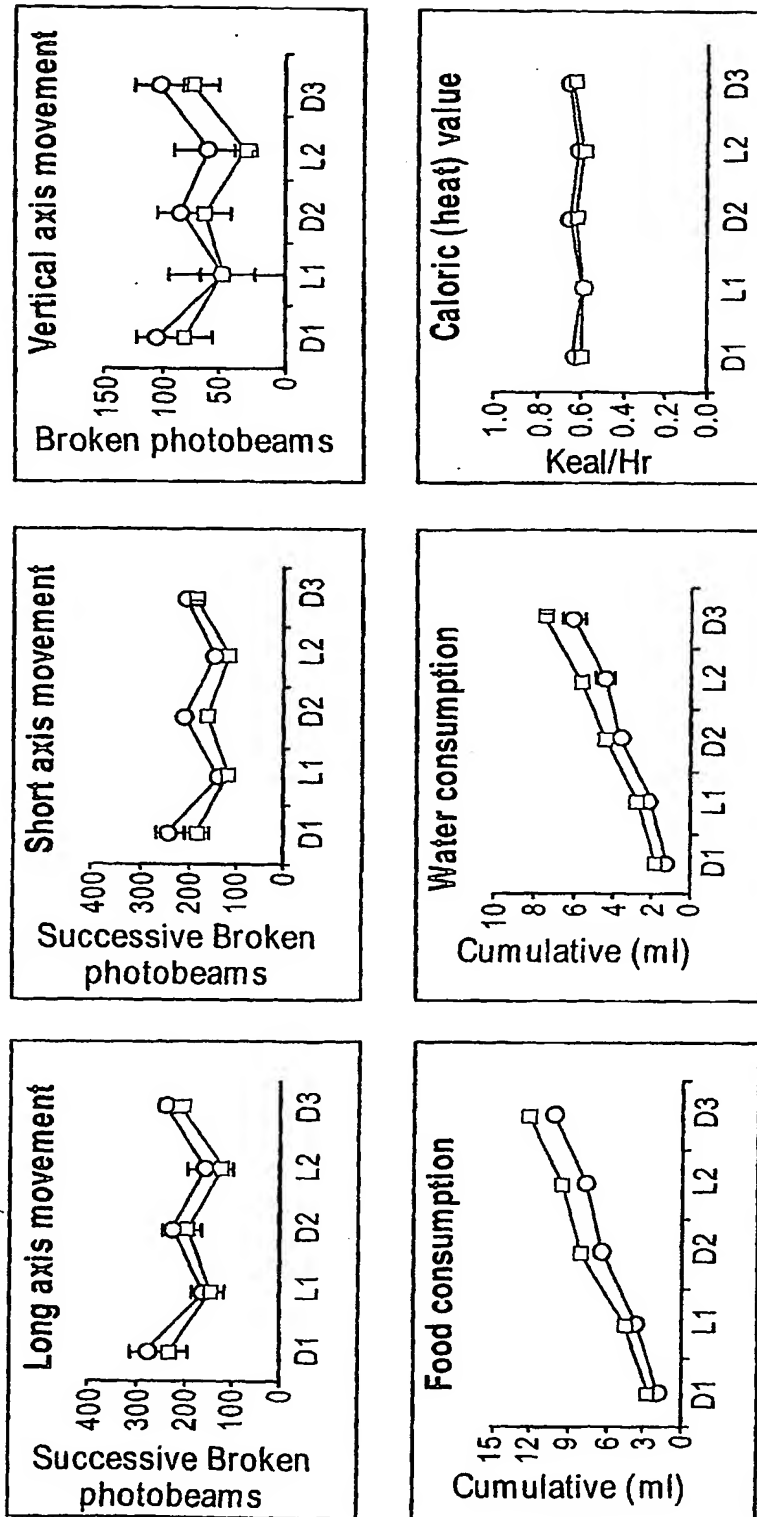 Long axis movement
Successive Broken
photobeams
400
300
200
100
0
D1 L1 D2 L2 D3
Short axis movement
Successive Broken
photobeams
400
300
200
100
0
D1 L1 D2 L2 D3
Vertical axis movement
Broken photobeams
150
100
50
0
D1 L1 D2 L2 D3
Food consumption
Cumulative (ml)
15
12
9
6
3
0
D1 L1 D2 L2 D3
Water consumption
Cumulative (ml)
10
8
6
4
2
0
D1 L1 D2 L2 D3
Caloric (heat) value
Keal/Hr
1.0
0.8
0.6
0.4
0.2
0.0
D1 L1 D2 L2 D3